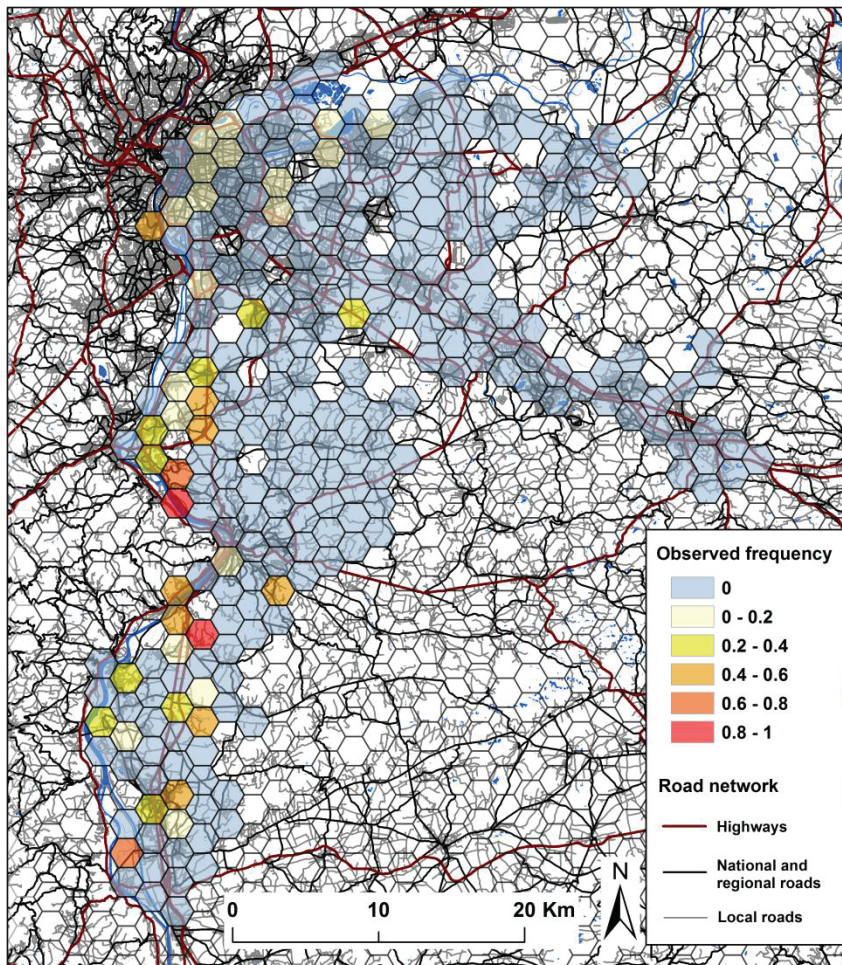 Observed frequency
0
0 - 0.2
0.2 - 0.4
0.4 - 0.6
0.6 - 0.8
0.8 - 1
Road network
Highways
National and
regional roads
Local roads
N
0 10 20 Km